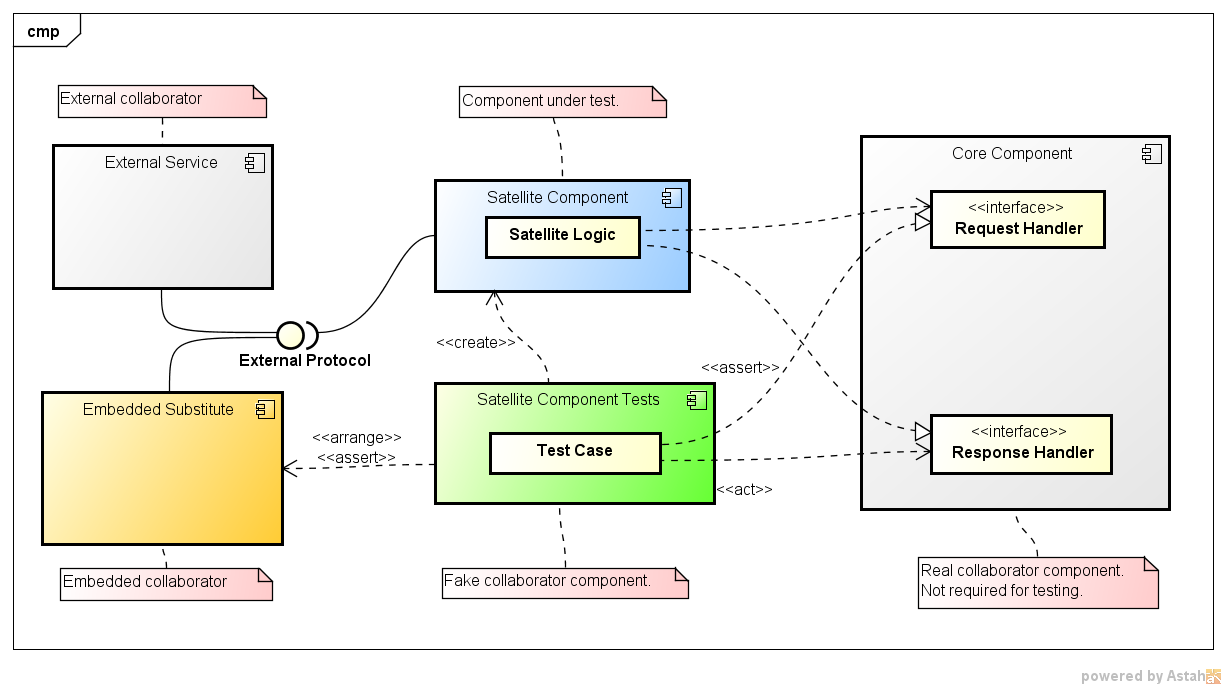 cmp
External collaborator
Component under test.
External Service
Satellite Component
Satellite Logic
Core Component
<<interface>>
Request Handler
External Protocol
<<create>>
<<assert>>
Embedded Substitute
Satellite Component Tests
Test Case
<<arrange>>
<<assert>>
<<interface>>
Response Handler
<<act>>
Embedded collaborator
Fake collaborator component.
Real collaborator component.
Not required for testing.
powered by Astah